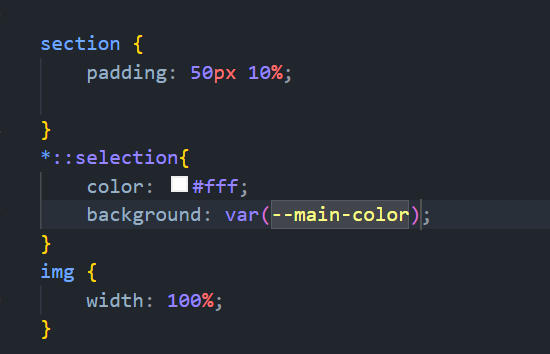 section {
padding: 50px 10%;
}
*::selection{
color: #fff;
background: var(--main-color);
}
img {
width: 100%;
}